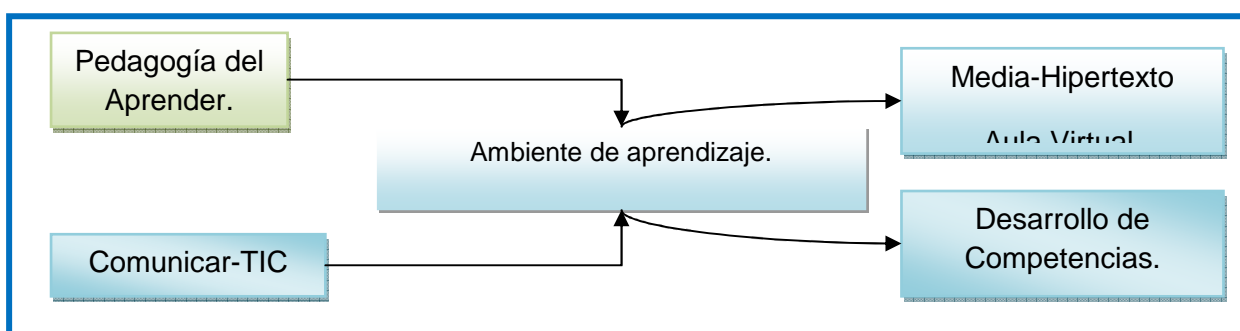 Pedagogía del
Aprender.
Comunicar-TIC
Ambiente de aprendizaje.
Media-Hipertexto
Aula Virtual
Desarrollo de
Competencias.